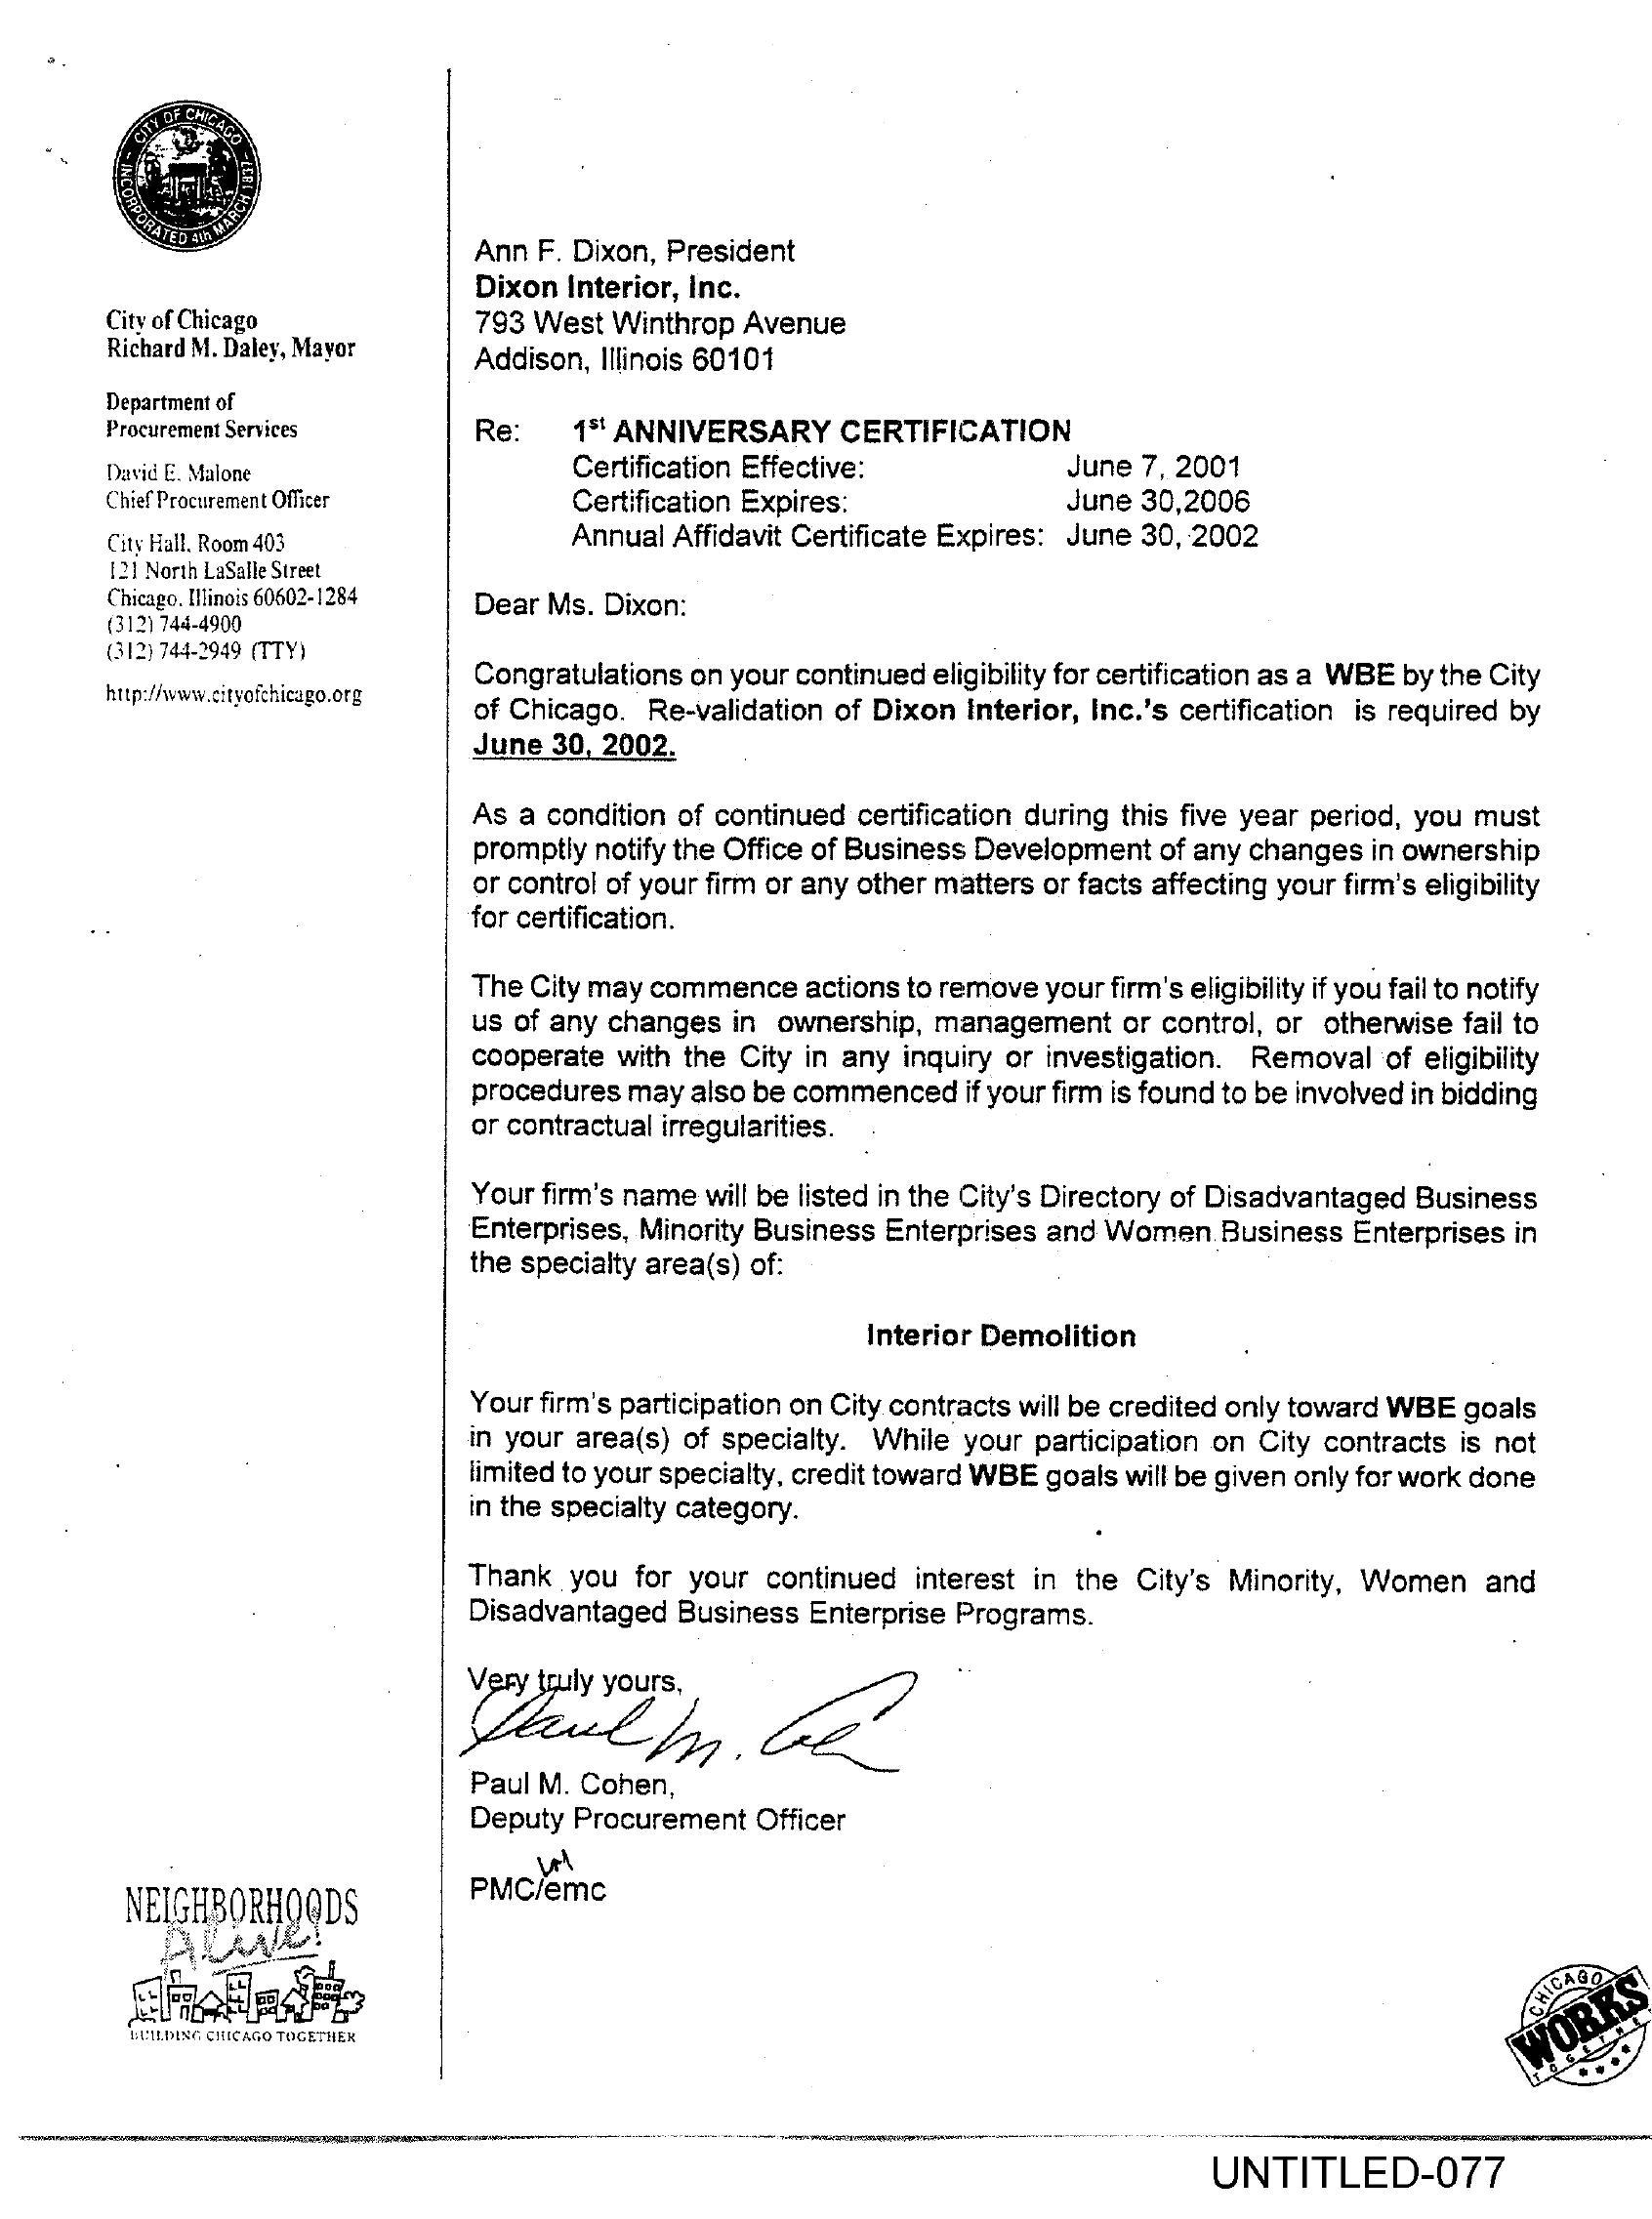 CITY OF CHICAGO
INCORPORATED 4th MARCH 1837
City of Chicago
Richard M. Daley, Mayor
Department of
Procurement Services
David E. Malone
Chief Procurement Officer
City Hall, Room 403
121 North LaSalle Street
Chicago, Illinois 60602-1284
(312) 744-4900
(312) 744-2949 (TTY)
http://www.cityofchicago.org
Ann F. Dixon, President
Dixon Interior, Inc.
793 West Winthrop Avenue
Addison, Illinois 60101
Re: 1st ANNIVERSARY CERTIFICATION
Certification Effective: June 7, 2001
Certification Expires: June 30,2006
Annual Affidavit Certificate Expires: June 30, 2002
Dear Ms. Dixon:
Congratulations on your continued eligibility for certification as a WBE by the City
of Chicago. Re-validation of Dixon Interior, Inc.'s certification is required by
June 30, 2002.
As a condition of continued certification during this five year period, you must
promptly notify the Office of Business Development of any changes in ownership
or control of your firm or any other matters or facts affecting your firm's eligibility
for certification.
The City may commence actions to remove your firm's eligibility if you fail to notify
us of any changes in ownership, management or control, or otherwise fail to
cooperate with the City in any inquiry or investigation. Removal of eligibility
procedures may also be commenced if your firm is found to be involved in bidding
or contractual irregularities.
Your firm's name will be listed in the City's Directory of Disadvantaged Business
Enterprises, Minority Business Enterprises and Women Business Enterprises in
the specialty area(s) of:
Interior Demolition
Your firm's participation on City contracts will be credited only toward WBE goals
in your area(s) of specialty. While your participation on City contracts is not
limited to your specialty, credit toward WBE goals will be given only for work done
in the specialty category.
Thank you for your continued interest in the City's Minority, Women and
Disadvantaged Business Enterprise Programs.
Very truly yours,
Paul M. Cohen,
Deputy Procurement Officer
PMC/emc
NEIGHBORHOODS
Alive!
BUILDING CHICAGO TOGETHER
CHICAGO
WORKS
TOGETHER
UNTITLED-077